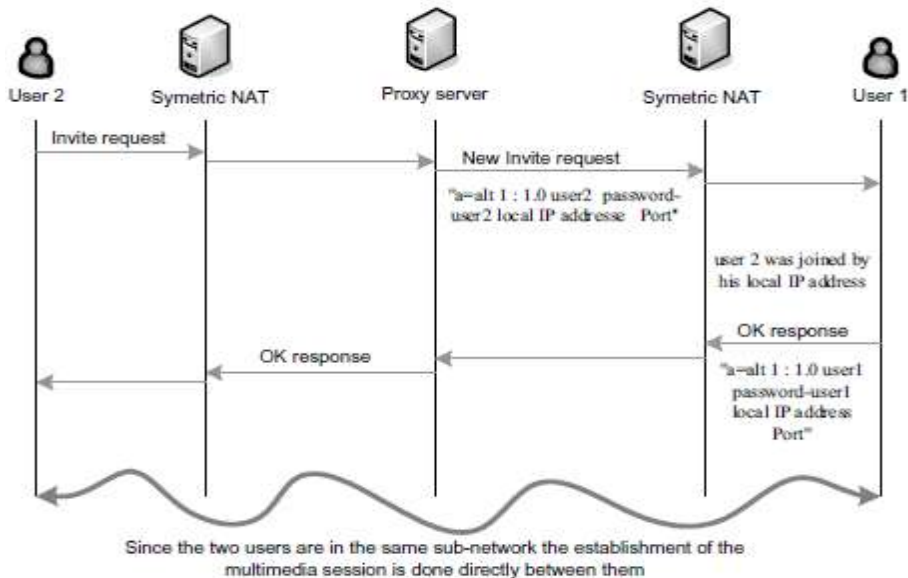 User 2
Symetric NAT
Proxy server
Symetric NAT
User 1
Invite request
New Invite request
"a=alt 1 : 1.0 user2 password-
user2 local IP addresse Port"
user 2 was joined by
his local IP address
OK response
OK response
"a=alt 1 : 1.0 user1
password-user1
local IP address
Port"
Since the two users are in the same sub-network the establishment of the
multimedia session is done directly between them